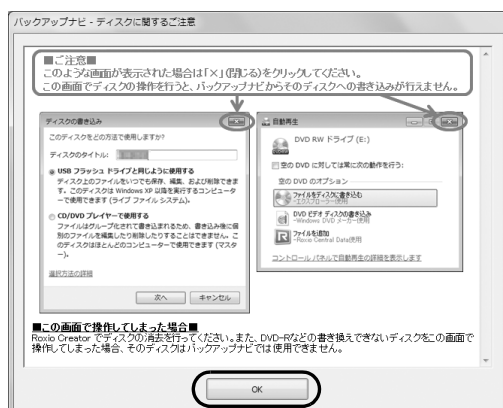 バックアップナビ - ディスクに関するご注意
■ご注意■
このような画面が表示された場合は「×」(閉じる)をクリックしてください。
この画面でディスクの操作を行うと、バックアップナビからそのディスクへの書き込みが行えません。
ディスクの書き込み
このディスクをどの方法で使用しますか?
ディスクのタイトル:
USB フラッシュ ドライブと同じように使用する
ディスク上のファイルをいつでも保存、編集、および削除できま
す。このディスクは Windows XP 以降を実行するコンピュータ
ーで使用できます (ライブ ファイル システム)。
CD/DVD プレイヤーで使用する
ファイルはグループ化されて書き込まれるため、書き込み後に個
別のファイルを編集したり削除したりすることはできません。こ
のディスクはほとんどのコンピューターで使用できます (マスタ
ー)。
選択方法の詳細
次へ
キャンセル
自動再生
DVD RW ドライブ (E:)
空の DVD に対しては常に次の動作を行う:
空の DVD のオプション
ファイルをディスクに書き込む
-エクスプローラー使用
DVD ビデオ ディスクの書き込み
-Windows DVD メーカー使用
ファイルを追加
-Roxio Central Data使用
コントロール パネルで自動再生の詳細を表示します
■この画面で操作してしまった場合■
Roxio Creator でディスクの消去を行ってください。また、DVD-Rなどの書き換えできないディスクをこの画面で
操作してしまった場合、そのディスクはバックアップナビでは使用できません。
OK